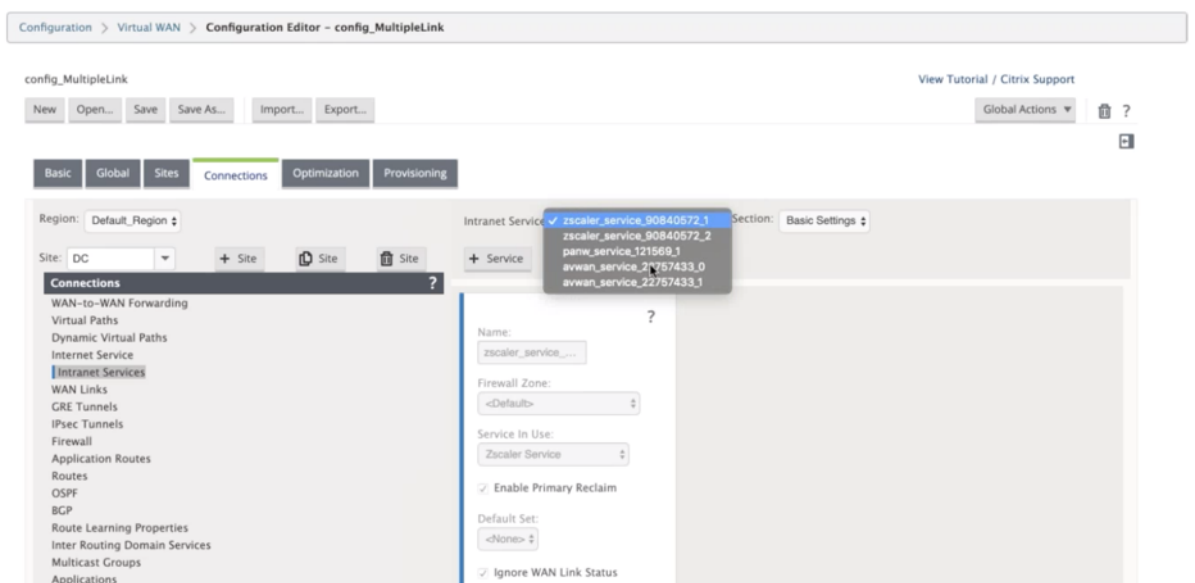 Configuration > Virtual WAN > Configuration Editor – config_MultipleLink
config_MultipleLink
View Tutorial / Citrix Support
New Open... Save Save As... Import... Export... Global Actions ?
Basic Global Sites Connections Optimization Provisioning
Region: Default_Region Intranet Service zscaler_service_90840572_1 Section: Basic Settings
zscaler_service_90840572_2
panw_service_121569_1
avwan_service_22757433_0
avwan_service_22757433_1
Site: DC + Site Site Site + Service
Connections ?
WAN-to-WAN Forwarding
Virtual Paths
Dynamic Virtual Paths
Internet Service
Intranet Services
WAN Links
GRE Tunnels
IPsec Tunnels
Firewall
Application Routes
Routes
OSPF
BGP
Route Learning Properties
Inter Routing Domain Services
Multicast Groups
Applications
?
Name:
zscaler_service_...
Firewall Zone:
<Default>
Service In Use:
Zscaler Service
Enable Primary Reclaim
Default Set:
<None>
Ignore WAN Link Status